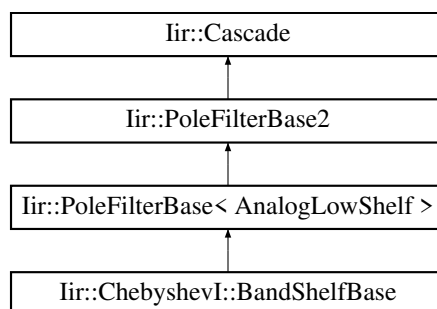 Iir::Cascade
Iir::PoleFilterBase2
Iir::PoleFilterBase< AnalogLowShelf >
Iir::ChebyshevI::BandShelfBase